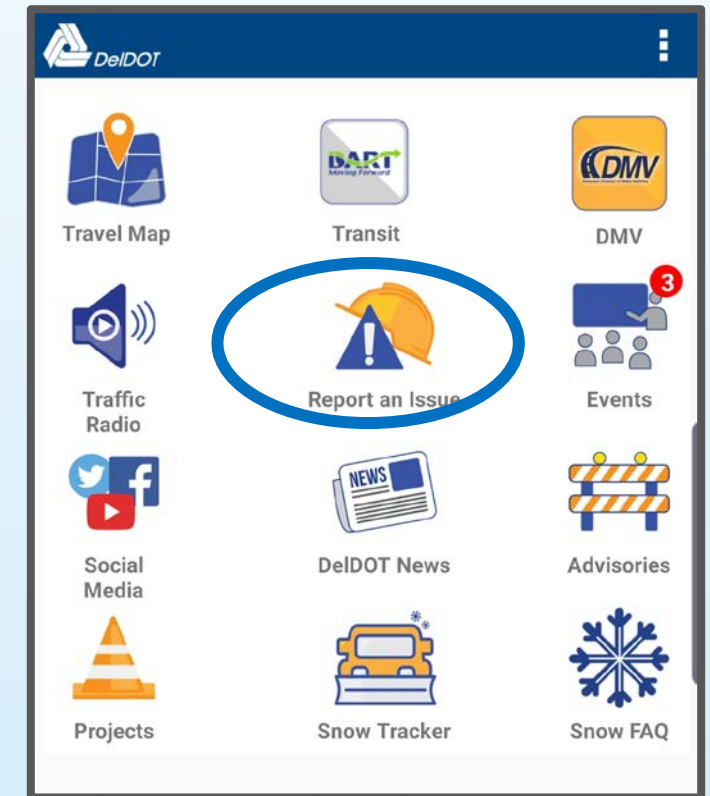 DelDOT
DART
Moving Forward
DMV
Travel Map
Transit
DMV
3
Traffic
Radio
Report an Issue
Events
NEWS
Social
Media
DelDOT News
Advisories
Projects
Snow Tracker
Snow FAQ